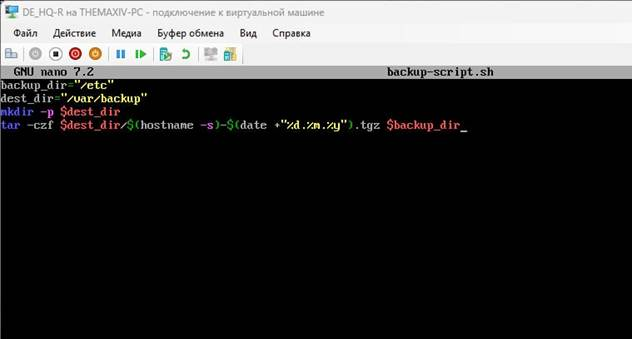 DE_HQ-R на THEMAXIV-PC - подключение к виртуальной машине
Файл Действие Медиа Буфер обмена Вид Справка
GNU nano 7.2 backup-script.sh
backup_dir="/etc"
dest_dir="/var/backup"
mkdir -p $dest_dir
tar -czf $dest_dir/$(hostname -s)-$(date +"%d.%m.%y").tgz $backup_dir